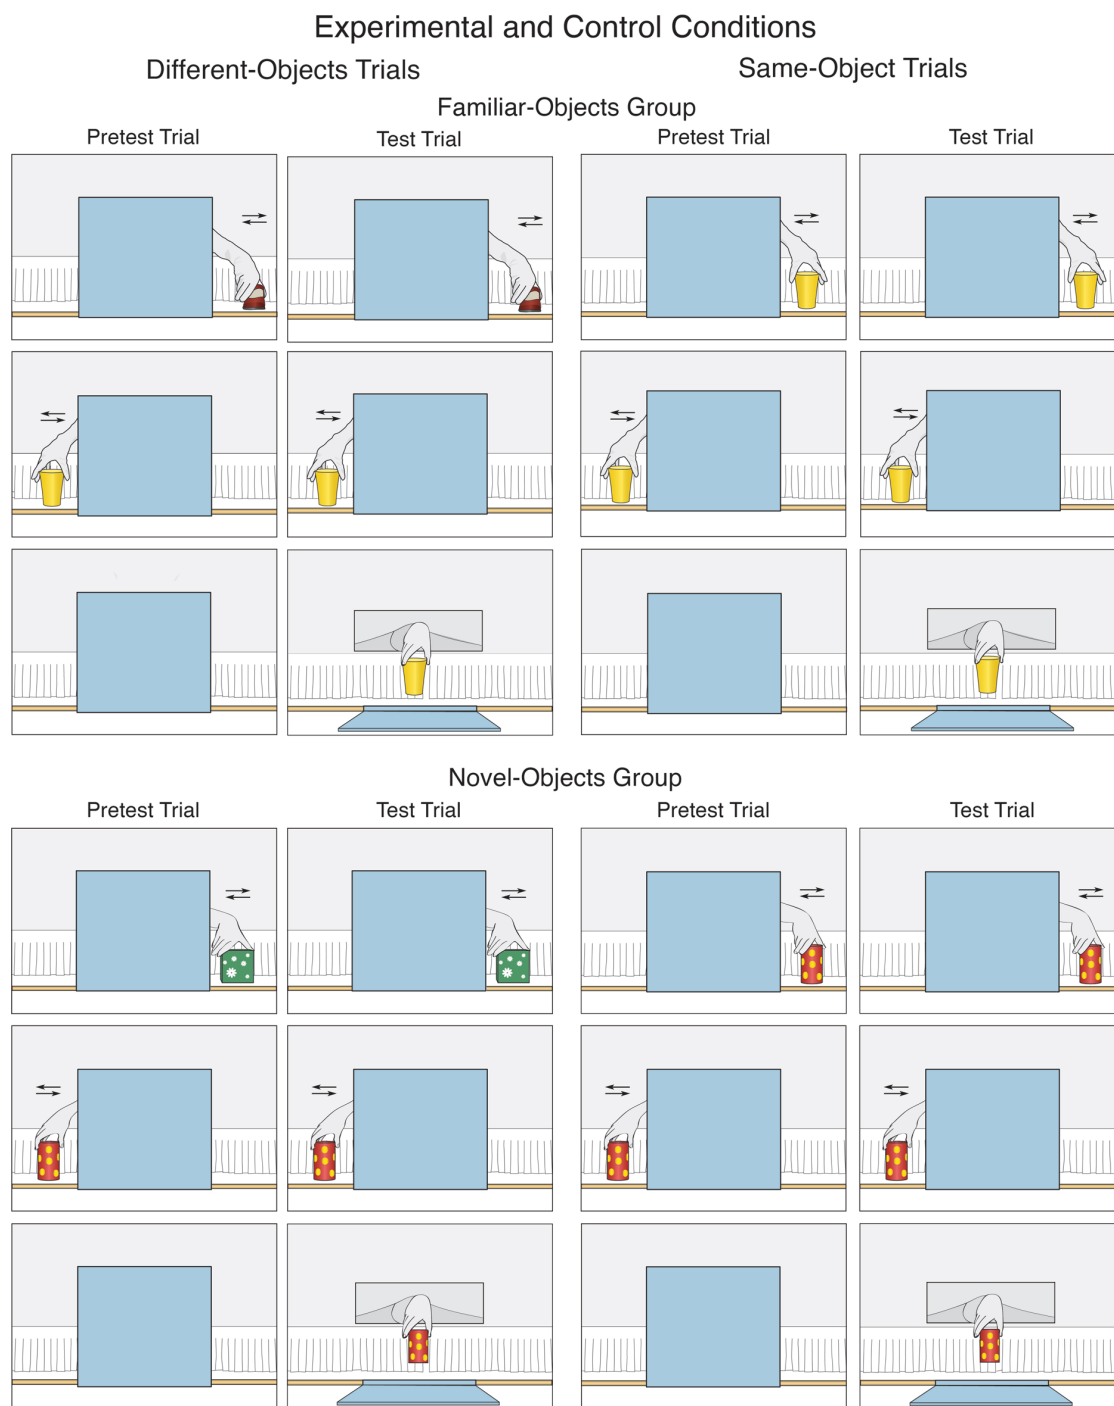 Experimental and Control Conditions
Different-Objects Trials
Same-Object Trials
Familiar-Objects Group
Pretest Trial
Test Trial
Pretest Trial
Test Trial
Novel-Objects Group
Pretest Trial
Test Trial
Pretest Trial
Test Trial